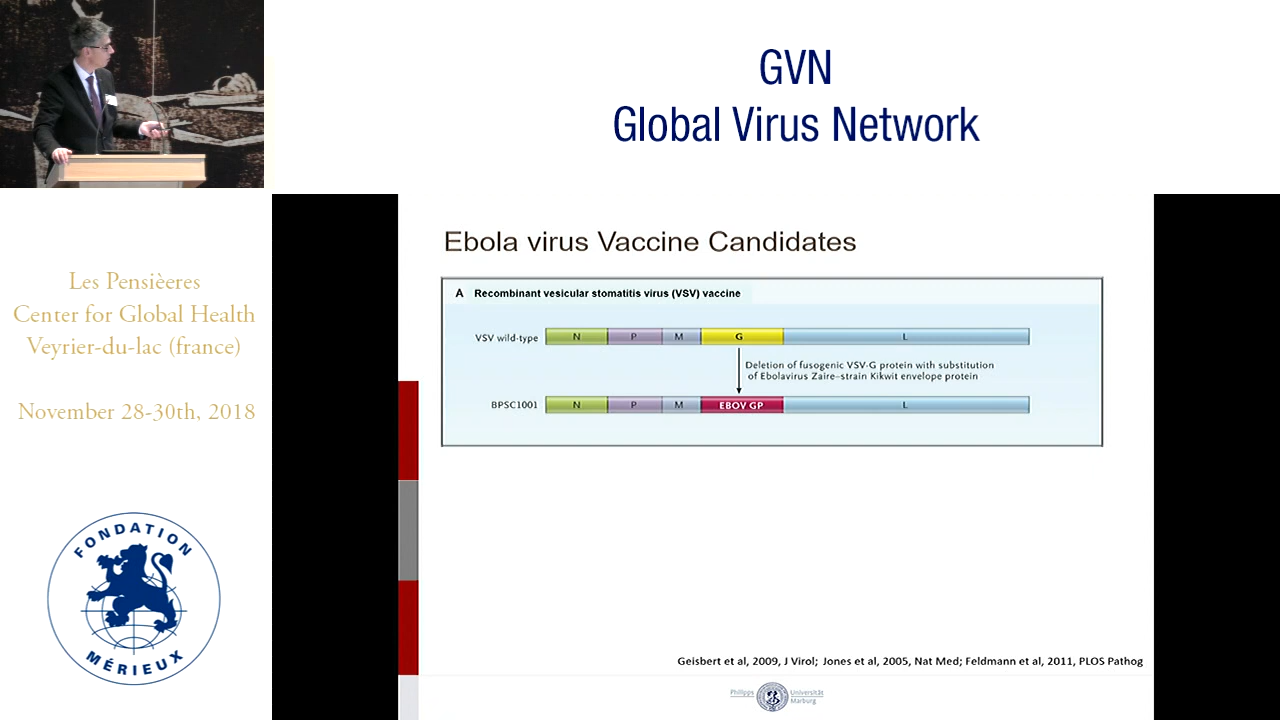 GVN
Global Virus Network
Les Pensièeres
Center for Global Health
Veyrier-du-lac (france)
November 28-30th, 2018
FONDATION
MÉRIEUX
Ebola virus Vaccine Candidates
A Recombinant vesicular stomatitis virus (VSV) vaccine
VSV wild-type N P M G L
Deletion of fusogenic VSV-G protein with substitution
of Ebolavirus Zaire–strain Kikwit envelope protein
BPSC1001 N P M EBOV GP L
Geisbert et al, 2009, J Virol; Jones et al, 2005, Nat Med; Feldmann et al, 2011, PLOS Pathog
Philipps Universität
Marburg